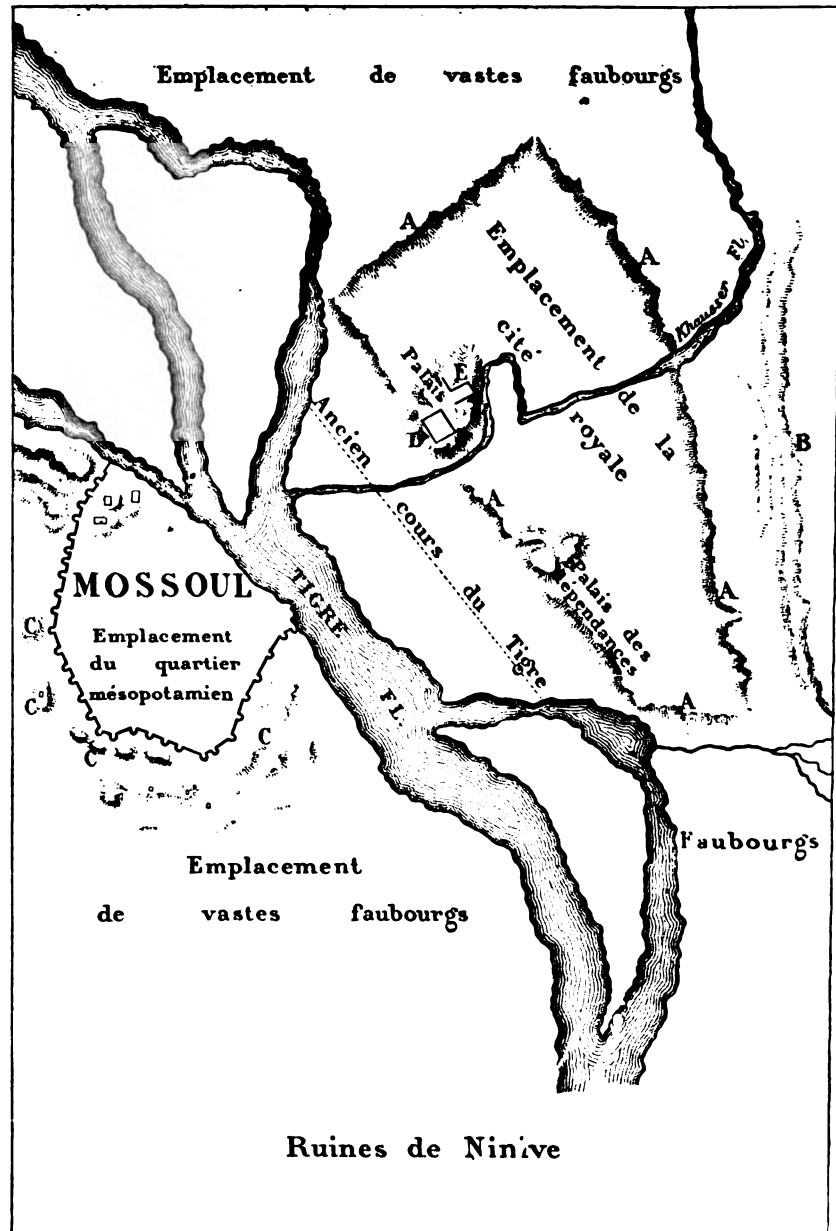 Emplacement de vastes faubourgs
A
A
A
Emplacement de la
cité royale
Khausser Fl.
B
Palais
E
D
Ancien cours du Tigre
A
Palais des
dépendances
A
A
MOSSOUL
Emplacement
du quartier
mésopotamien
TIGRE FL.
C
C
C
C
Faubourgs
Emplacement
de vastes faubourgs
Ruines de Ninive